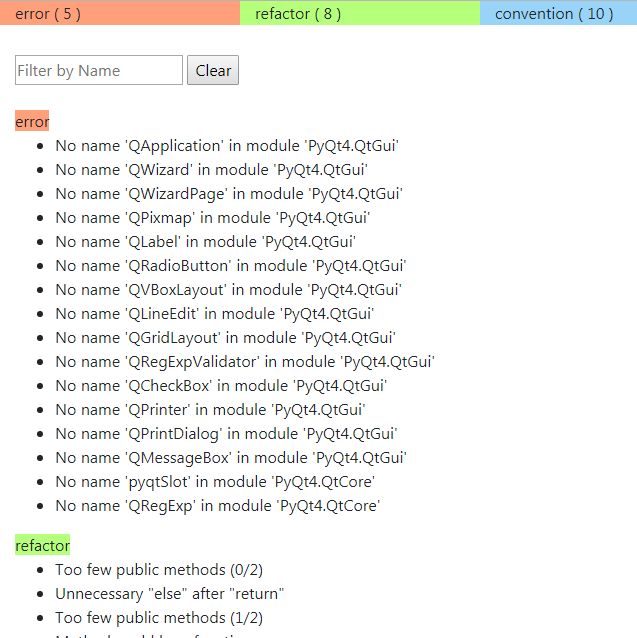 error ( 5 ) refactor ( 8 ) convention ( 10 )
Filter by Name Clear
error
No name 'QApplication' in module 'PyQt4.QtGui'
No name 'QWizard' in module 'PyQt4.QtGui'
No name 'QWizardPage' in module 'PyQt4.QtGui'
No name 'QPixmap' in module 'PyQt4.QtGui'
No name 'QLabel' in module 'PyQt4.QtGui'
No name 'QRadioButton' in module 'PyQt4.QtGui'
No name 'QVBoxLayout' in module 'PyQt4.QtGui'
No name 'QLineEdit' in module 'PyQt4.QtGui'
No name 'QGridLayout' in module 'PyQt4.QtGui'
No name 'QRegExpValidator' in module 'PyQt4.QtGui'
No name 'QCheckBox' in module 'PyQt4.QtGui'
No name 'QPrinter' in module 'PyQt4.QtGui'
No name 'QPrintDialog' in module 'PyQt4.QtGui'
No name 'QMessageBox' in module 'PyQt4.QtGui'
No name 'pyqtSlot' in module 'PyQt4.QtCore'
No name 'QRegExp' in module 'PyQt4.QtCore'
refactor
Too few public methods (0/2)
Unnecessary "else" after "return"
Too few public methods (1/2)